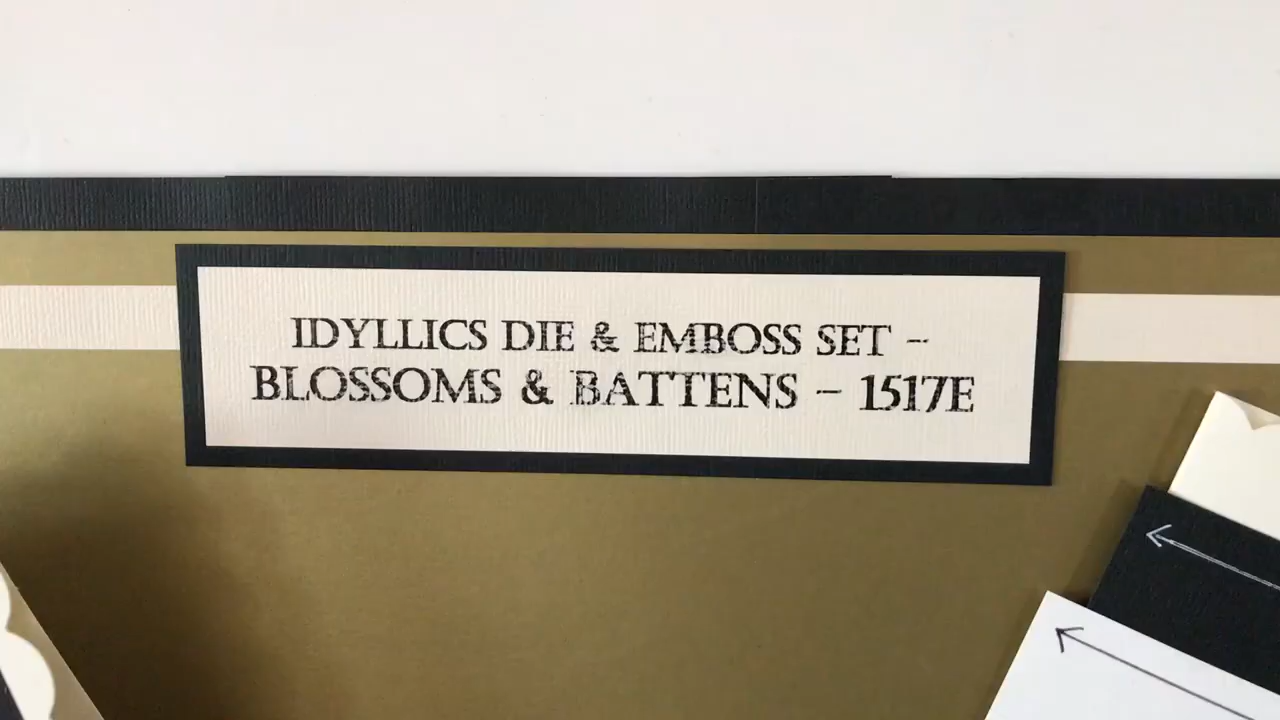 IDYLLICS DIE & EMBOSS SET -
BLOSSOMS & BATTENS - 1517E